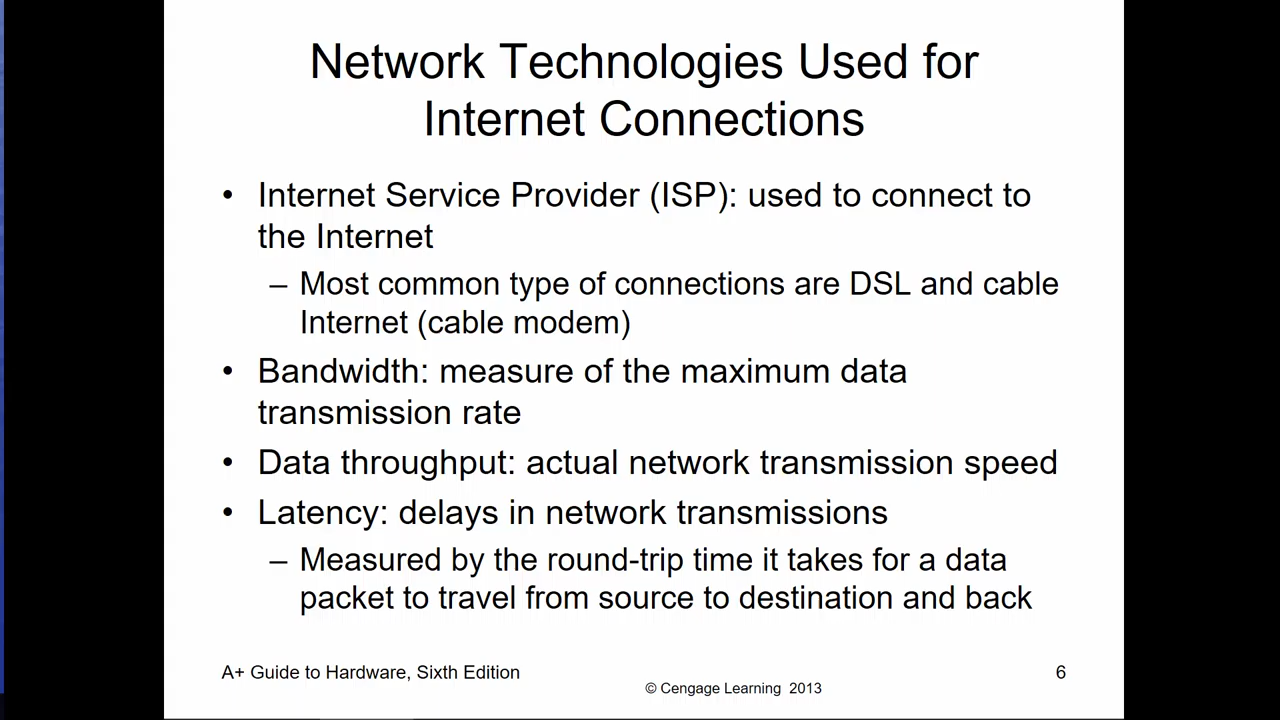 Network Technologies Used for
Internet Connections
• Internet Service Provider (ISP): used to connect to
the Internet
– Most common type of connections are DSL and cable
Internet (cable modem)
• Bandwidth: measure of the maximum data
transmission rate
• Data throughput: actual network transmission speed
• Latency: delays in network transmissions
– Measured by the round-trip time it takes for a data
packet to travel from source to destination and back
A+ Guide to Hardware, Sixth Edition
© Cengage Learning 2013
6